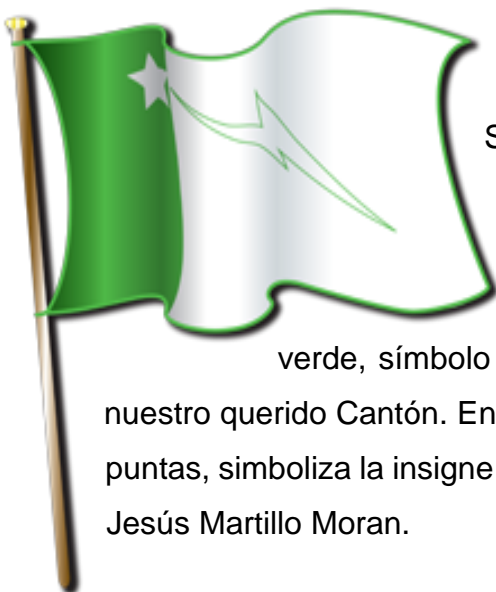 S
verde, símbolo
nuestro querido Cantón. En
puntas, simboliza la insigne
Jesús Martillo Moran.